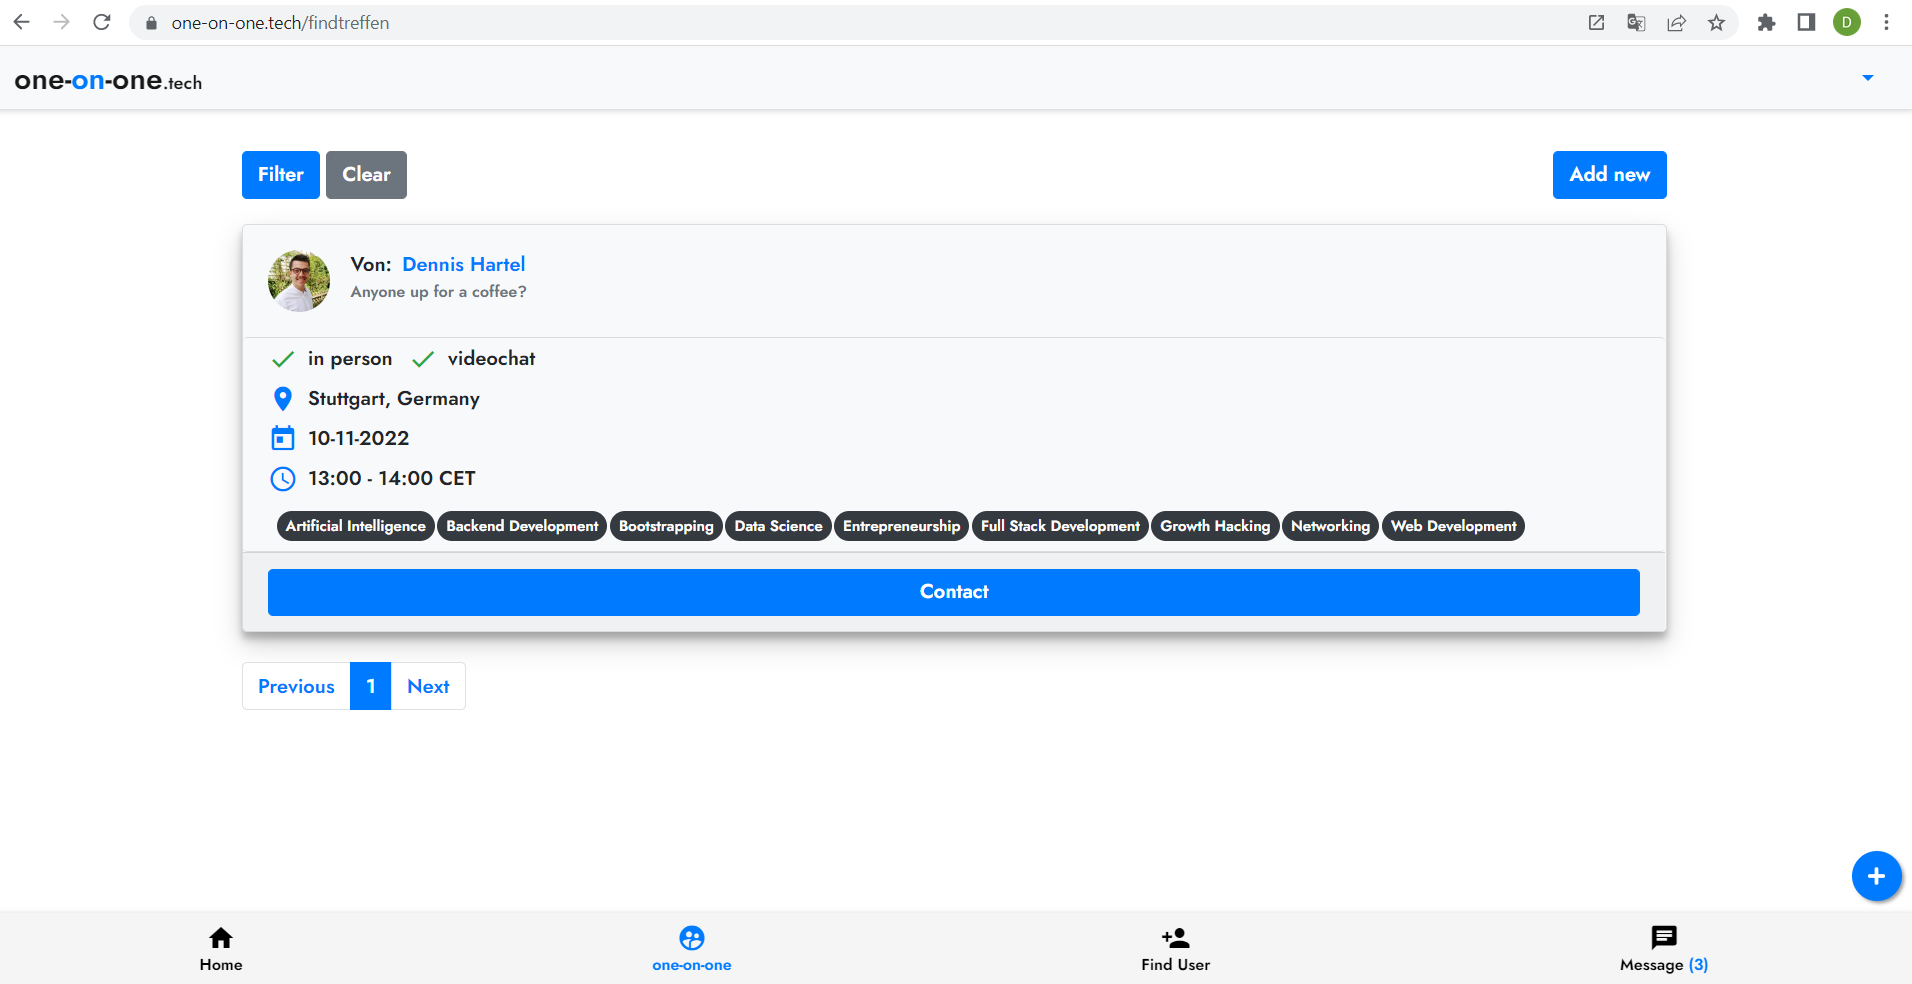 one-on-one.tech/findtreffen
D
one-on-one.tech
Filter Clear Add new
Von: Dennis Hartel
Anyone up for a coffee?
in person videochat
Stuttgart, Germany
10-11-2022
13:00 - 14:00 CET
Artificial Intelligence Backend Development Bootstrapping Data Science Entrepreneurship Full Stack Development Growth Hacking Networking Web Development
Contact
Previous 1 Next
+
Home one-on-one Find User Message (3)